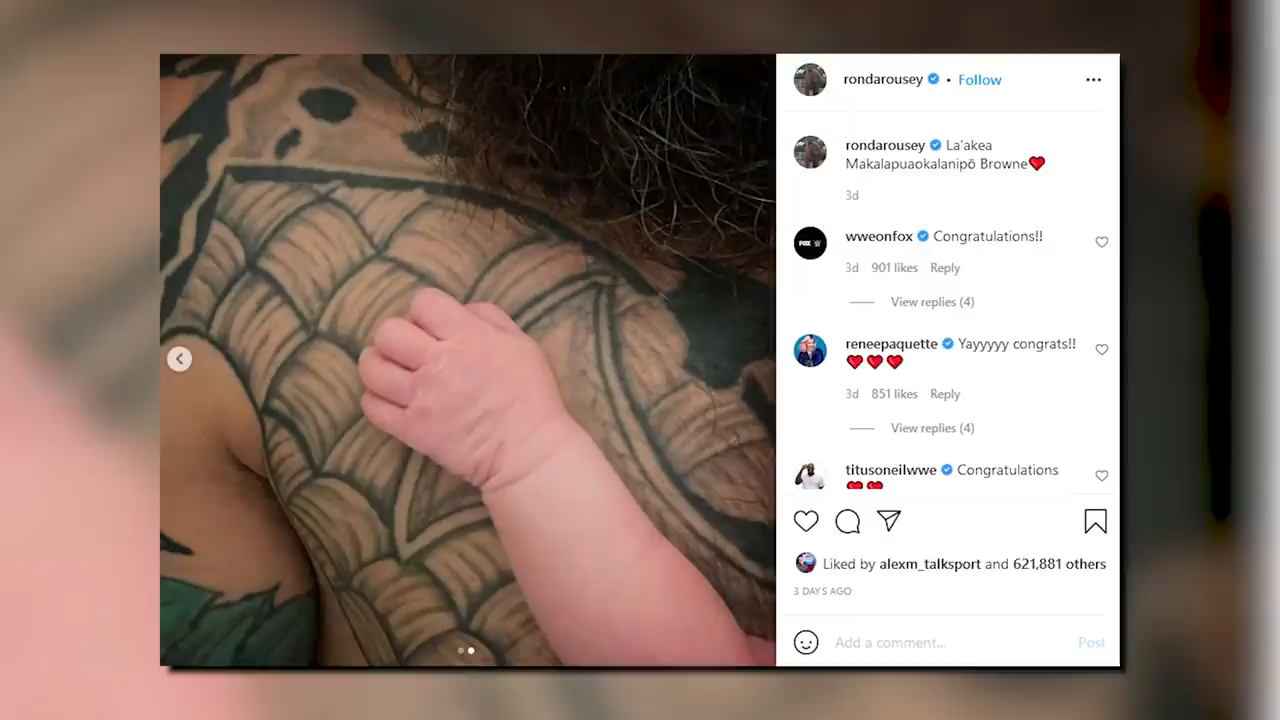 rondarousey • Follow
rondarousey La'akea
Makalapuaokalanipō Browne❤️
3d
FOX W
wweonfox Congratulations!!
3d 901 likes Reply
View replies (4)
reneepaquette Yayyyyy congrats!!
❤️❤️❤️
3d 851 likes Reply
View replies (4)
titusoneilwwe Congratulations
❤️❤️
Liked by alexm_talksport and 621,881 others
3 DAYS AGO
Add a comment... Post